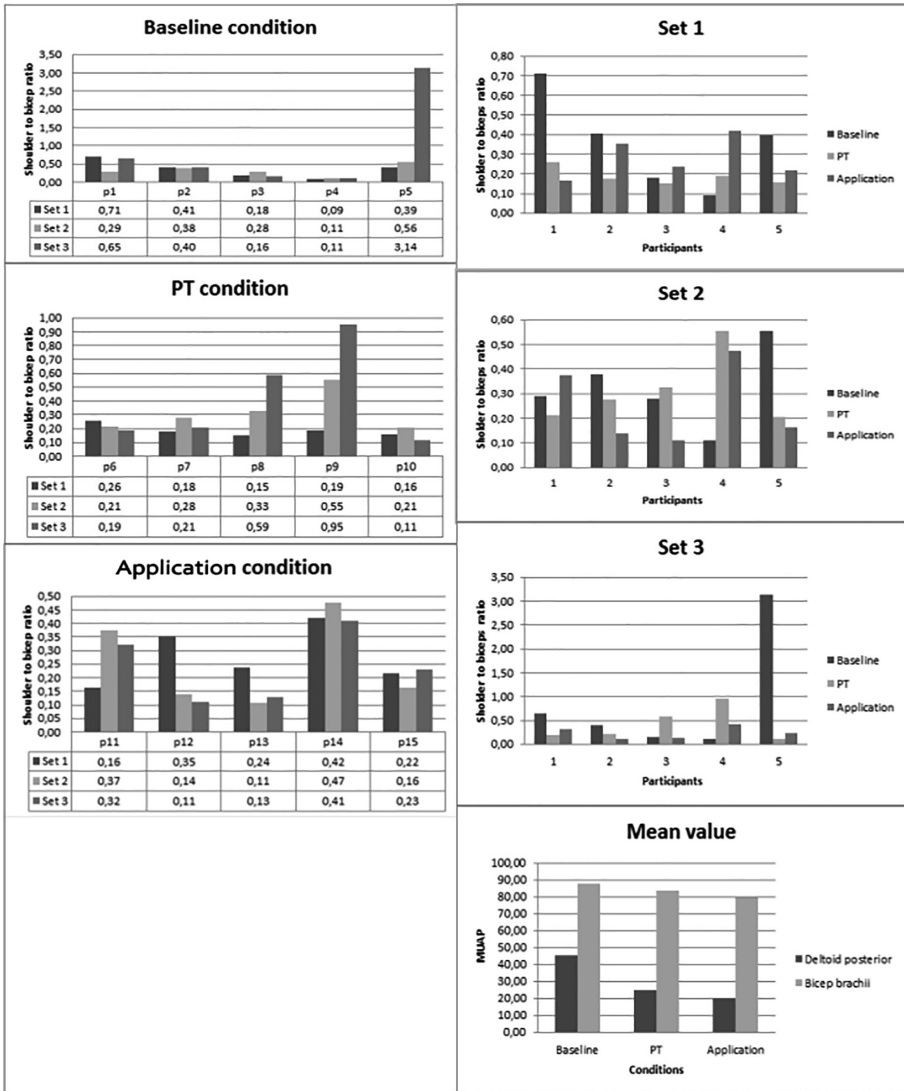 Baseline condition
Shoulder to bicep ratio
3,50
3,00
2,50
2,00
1,50
1,00
0,50
0,00
p1 p2 p3 p4 p5
Set 1 0,71 0,41 0,18 0,09 0,39
Set 2 0,29 0,38 0,28 0,11 0,56
Set 3 0,65 0,40 0,16 0,11 3,14
PT condition
Shoulder to bicep ratio
1,00
0,90
0,80
0,70
0,60
0,50
0,40
0,30
0,20
0,10
0,00
p6 p7 p8 p9 p10
Set 1 0,26 0,18 0,15 0,19 0,16
Set 2 0,21 0,28 0,33 0,55 0,21
Set 3 0,19 0,21 0,59 0,95 0,11
Application condition
Shoulder to bicep ratio
0,50
0,45
0,40
0,35
0,30
0,25
0,20
0,15
0,10
0,05
0,00
p11 p12 p13 p14 p15
Set 1 0,16 0,35 0,24 0,42 0,22
Set 2 0,37 0,14 0,11 0,47 0,16
Set 3 0,32 0,11 0,13 0,41 0,23
Set 1
Sholder to biceps ratio
0,80
0,70
0,60
0,50
0,40
0,30
0,20
0,10
0,00
1 2 3 4 5
Participants
Baseline
PT
Application
Set 2
Sholder to biceps ratio
0,60
0,50
0,40
0,30
0,20
0,10
0,00
1 2 3 4 5
Participants
Baseline
PT
Application
Set 3
Sholder to biceps ratio
3,50
3,00
2,50
2,00
1,50
1,00
0,50
0,00
1 2 3 4 5
Participants
Baseline
PT
Application
Mean value
MUAP
100,00
90,00
80,00
70,00
60,00
50,00
40,00
30,00
20,00
10,00
0,00
Baseline PT Application
Conditions
Deltoid posterior
Bicep brachii